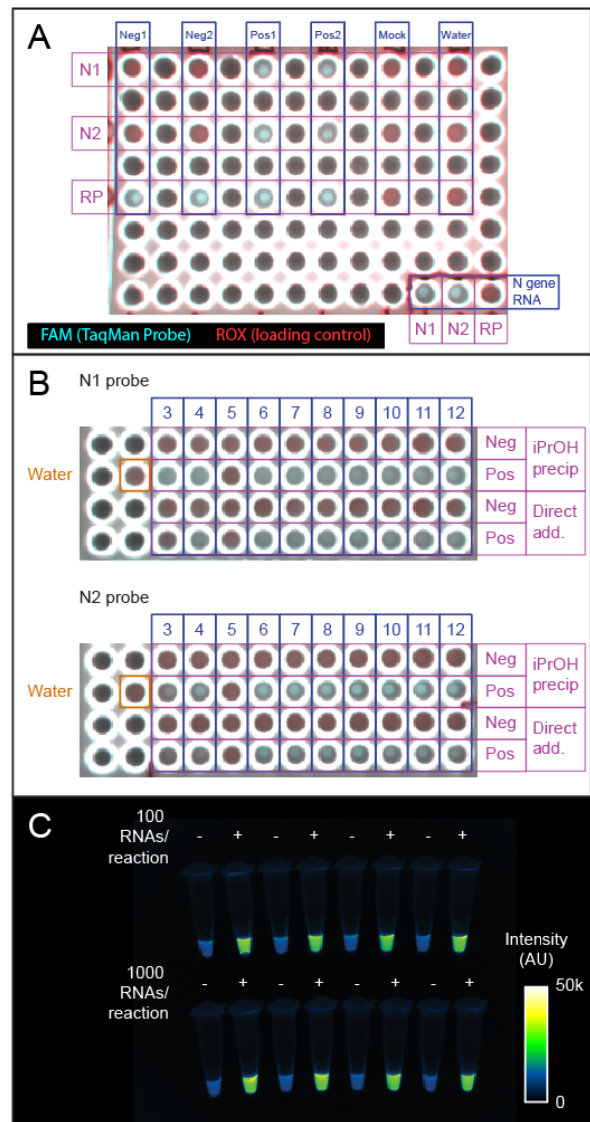 A
Neg1 Neg2 Pos1 Pos2 Mock Water
N1
N2
RP
N gene
RNA
N1 N2 RP
FAM (TaqMan Probe) ROX (loading control)
B
N1 probe
3 4 5 6 7 8 9 10 11 12
Neg
iPrOH
precip
Water
Pos
Neg
Direct
add.
Pos
N2 probe
3 4 5 6 7 8 9 10 11 12
Neg
iPrOH
precip
Water
Pos
Neg
Direct
add.
Pos
C
100
RNAs/
reaction
- + - + - + - +
Intensity
(AU)
50k
0
1000
RNAs/
reaction
- + - + - + - +